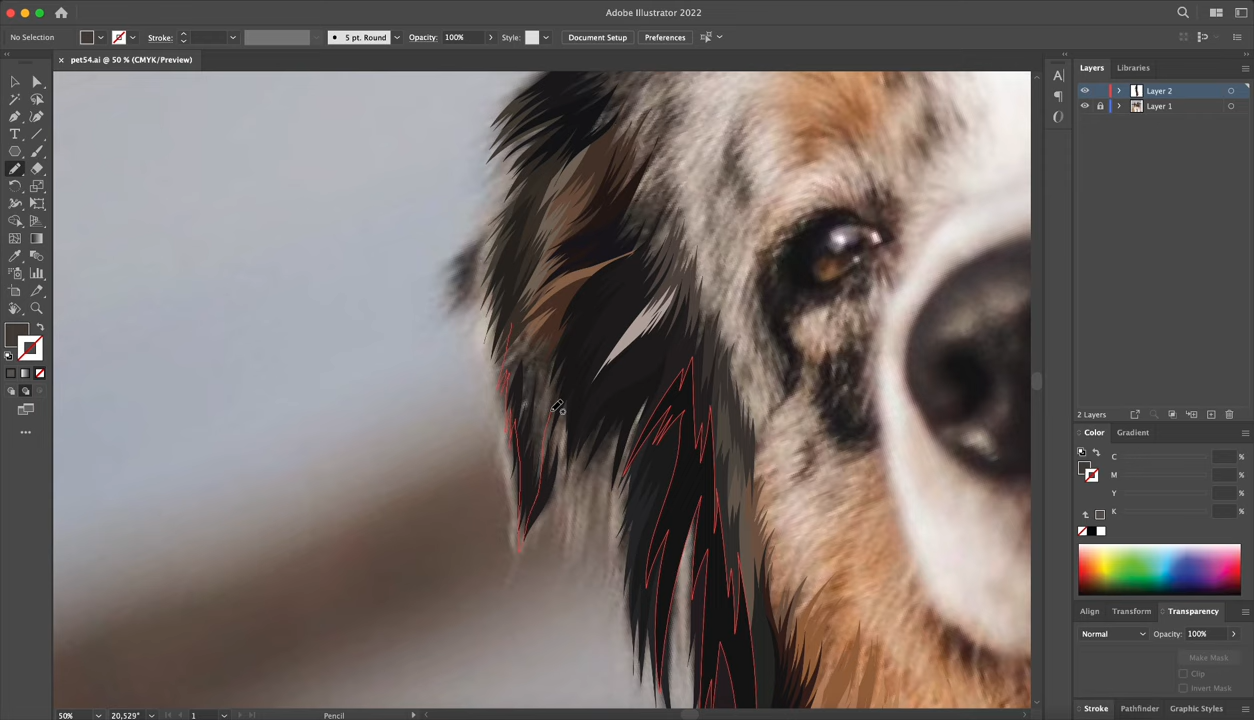 Adobe Illustrator 2022
No Selection
Stroke:
5 pt. Round
Opacity: 100%
Style:
Document Setup
Preferences
× pet54.ai @ 50 % (CMYK/Preview)
Layers Libraries
Layer 2
Layer 1
2 Layers
Color Gradient
C %
M %
Y %
K %
Align Transform Transparency
Normal Opacity: 100%
Make Mask
Clip
Invert Mask
Stroke Pathfinder Graphic Styles
50% 20,529° 1 Pencil